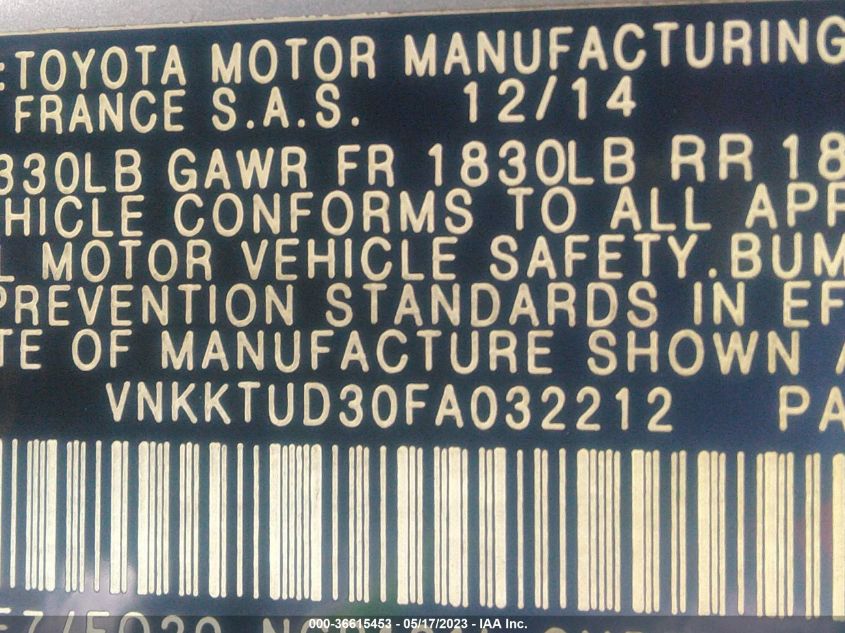 :TOYOTA MOTOR MANUFACTURING
FRANCE S.A.S. 12/14
330LB GAWR FR 1830LB RR 18
HICLE CONFORMS TO ALL APP
L MOTOR VEHICLE SAFETY.BUM
PREVENTION STANDARDS IN EF
TE OF MANUFACTURE SHOWN A
VNKKTUD30FA032212 PA
000-36615453 - 05/17/2023 - IAA Inc.